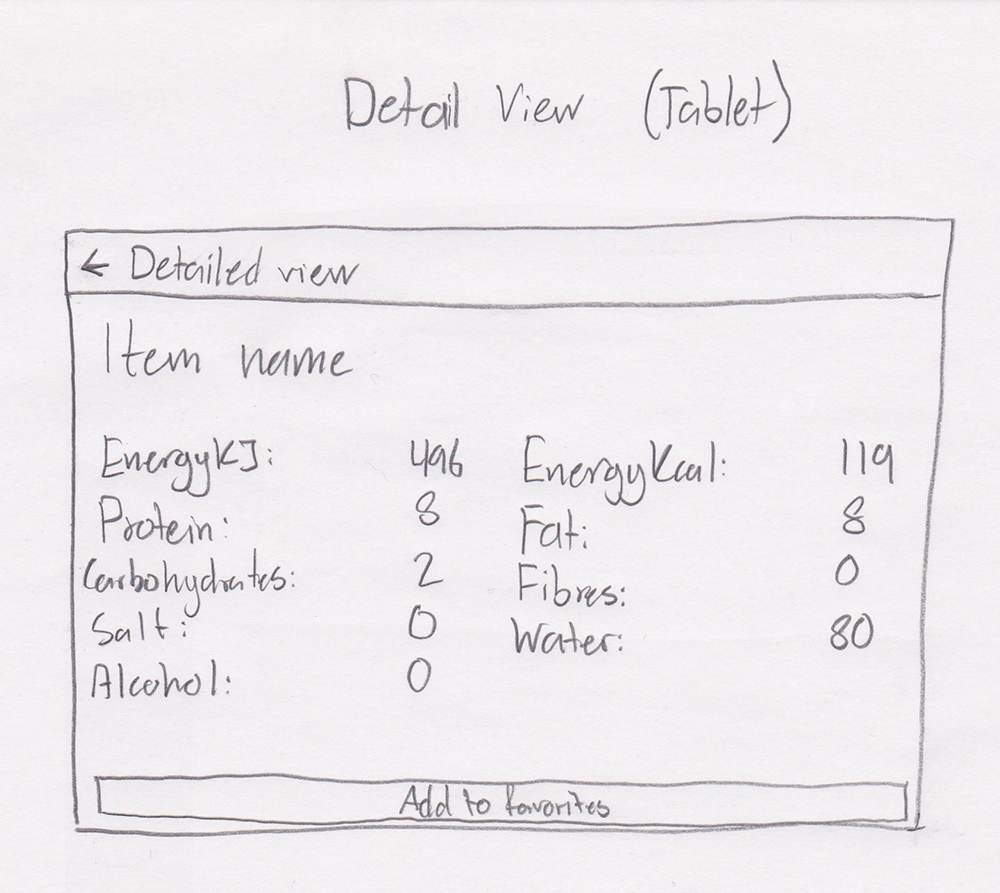 Detail View (Tablet)
← Detailed view
Item name
EnergyKJ: 496 EnergyKcal: 119
Protein: 8 Fat: 8
Carbohydrates: 2 Fibres: 0
Salt: 0 Water: 80
Alcohol: 0
Add to favorites